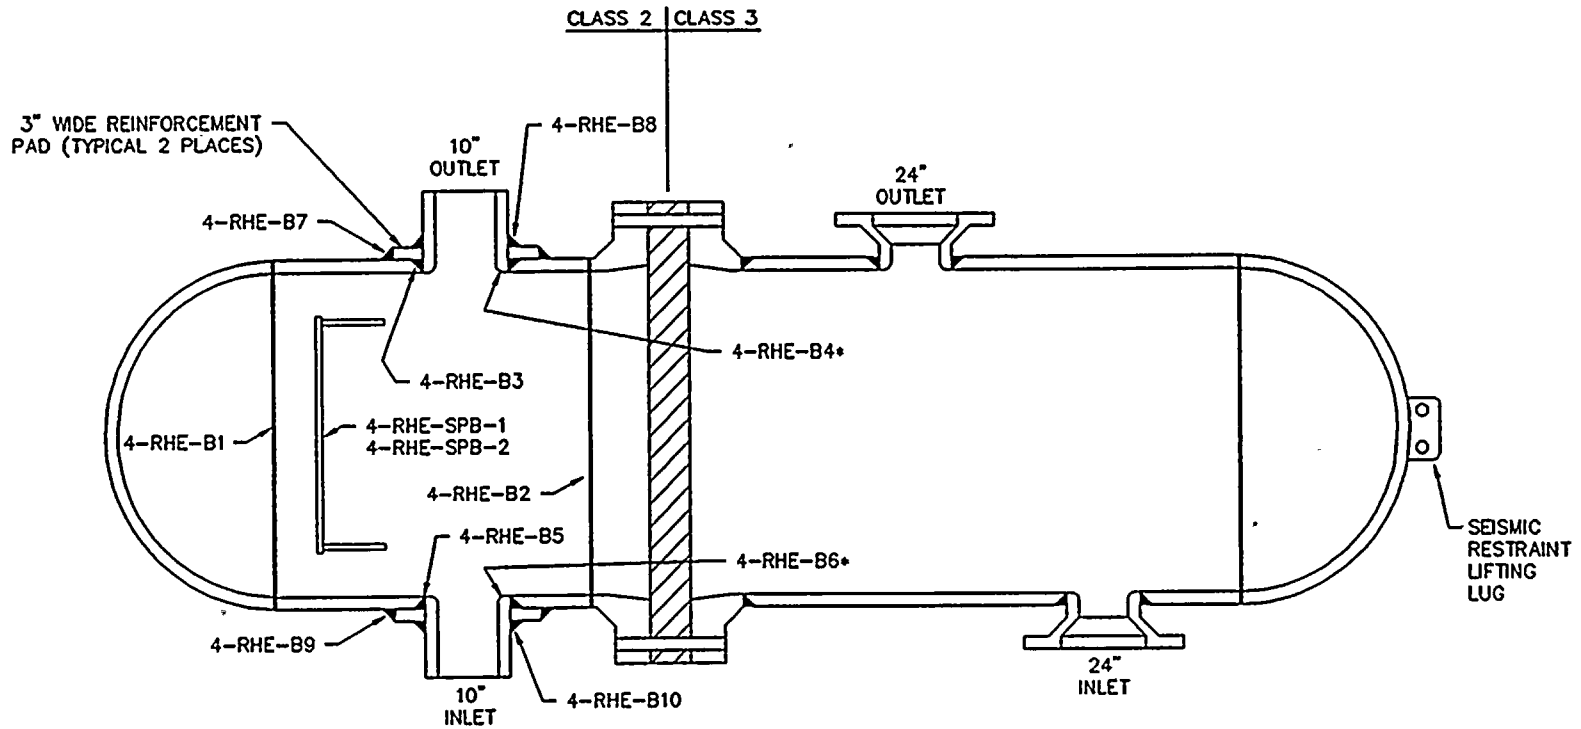 CLASS 2 CLASS 3
3" WIDE REINFORCEMENT
PAD (TYPICAL 2 PLACES)
10"
OUTLET
4-RHE-B8
24"
OUTLET
4-RHE-B7
4-RHE-B4*
4-RHE-B3
4-RHE-SPB-1
4-RHE-SPB-2
4-RHE-B1
4-RHE-B2
4-RHE-B5
4-RHE-B6*
SEISMIC
RESTRAINT
LIFTING
LUG
4-RHE-B9
10"
INLET
4-RHE-B10
24"
INLET